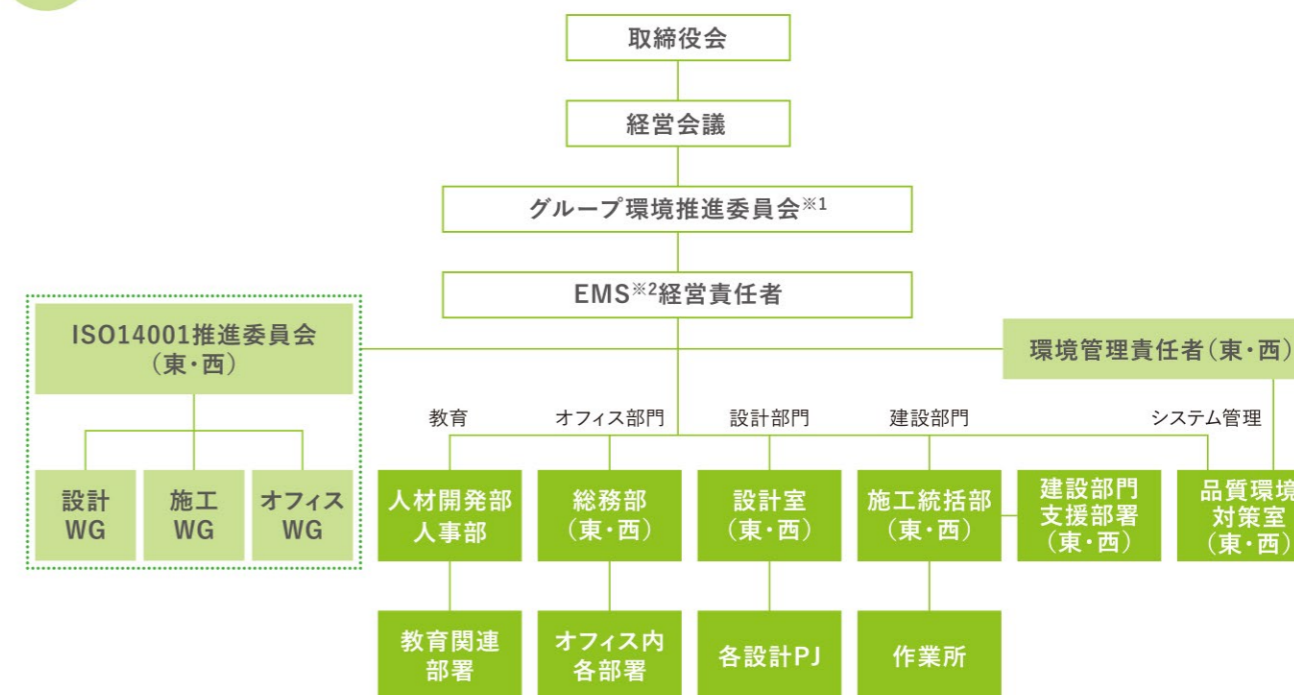 取締役会
経営会議
グループ環境推進委員会※1
EMS※2経営責任者
ISO14001推進委員会
（東・西）
環境管理責任者（東・西）
教育
オフィス部門
設計部門
建設部門
システム管理
設計
WG
施工
WG
オフィス
WG
人材開発部
人事部
総務部
（東・西）
設計室
（東・西）
施工統括部
（東・西）
建設部門
支援部署
（東・西）
品質環境
対策室
（東・西）
教育関連
部署
オフィス内
各部署
各設計PJ
作業所